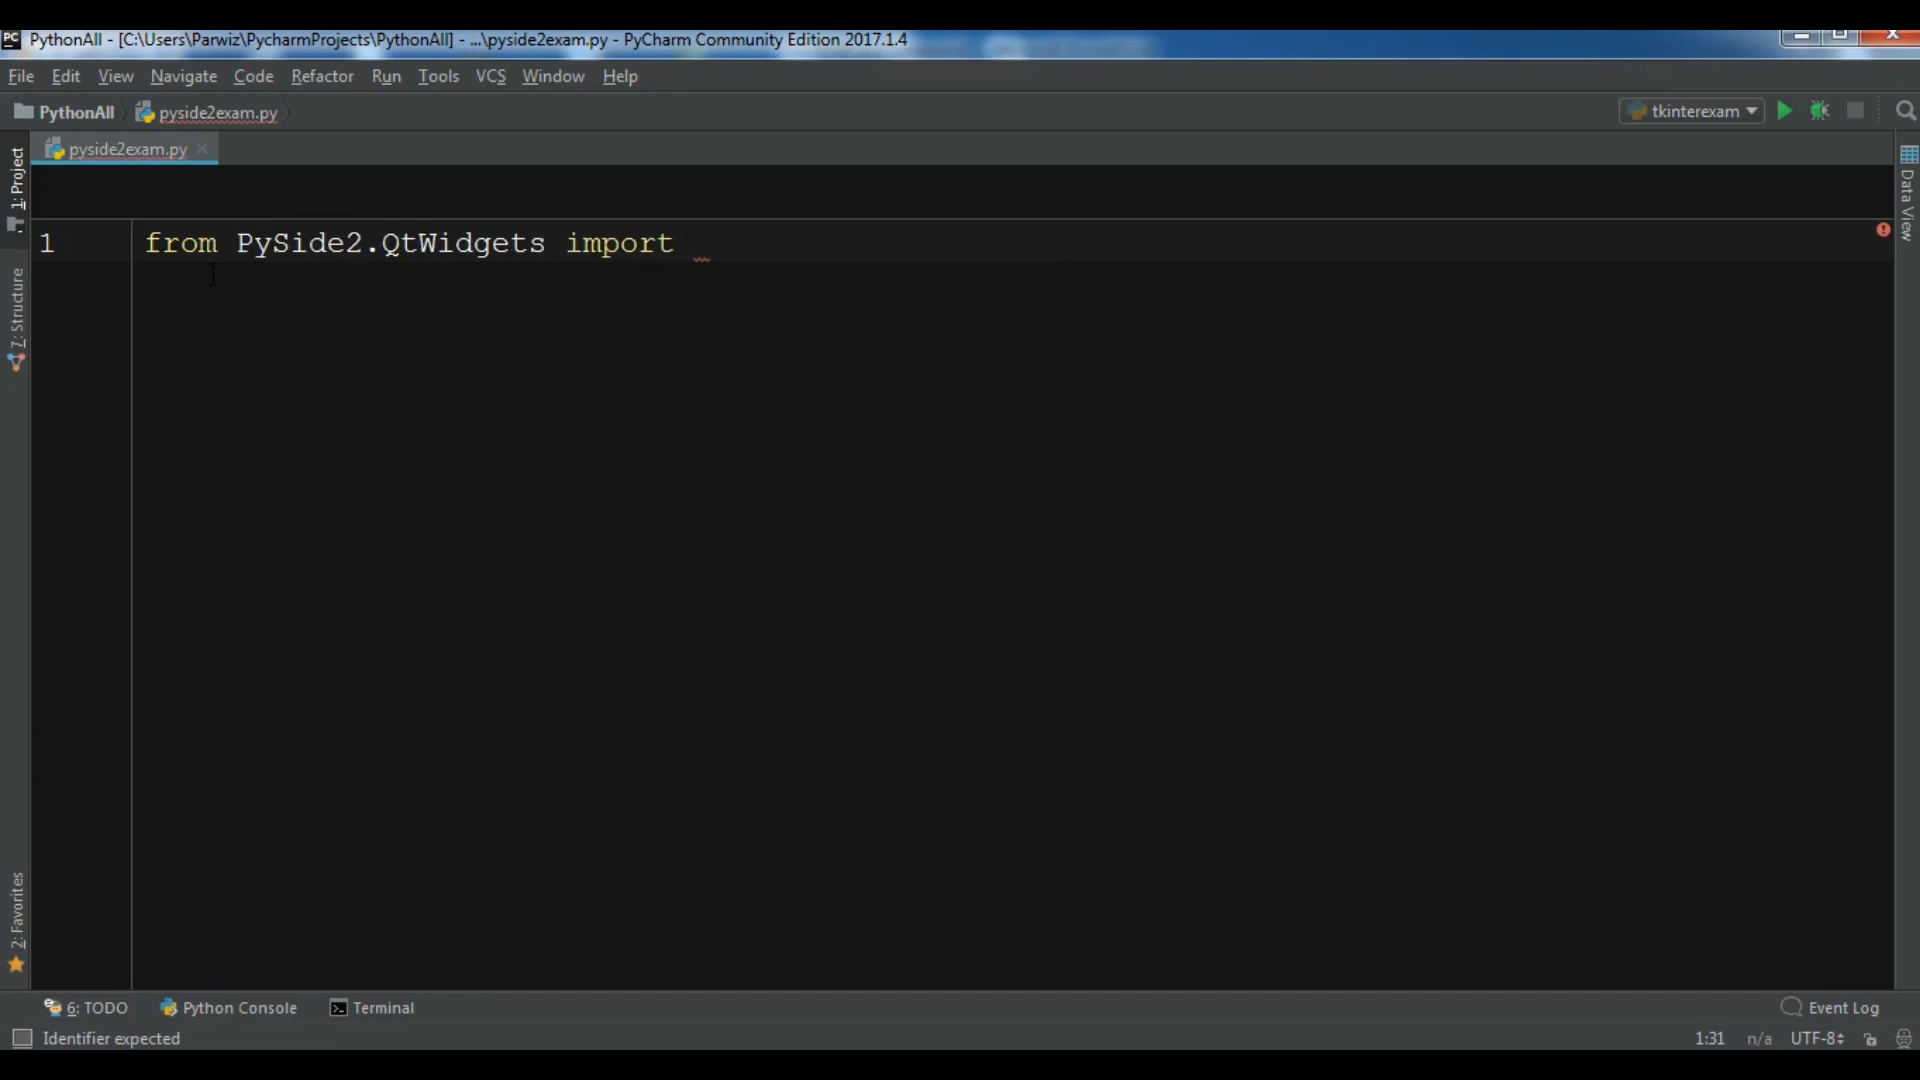 PC PythonAll - [C:\Users\Parwiz\PycharmProjects\PythonAll] - ...\pyside2exam.py - PyCharm Community Edition 2017.1.4
File Edit View Navigate Code Refactor Run Tools VCS Window Help
PythonAll pyside2exam.py tkinterexam
pyside2exam.py
1: Project
7: Structure
2: Favorites
Data View
1 from PySide2.QtWidgets import
6: TODO Python Console Terminal Event Log
Identifier expected 1:31 n/a UTF-8